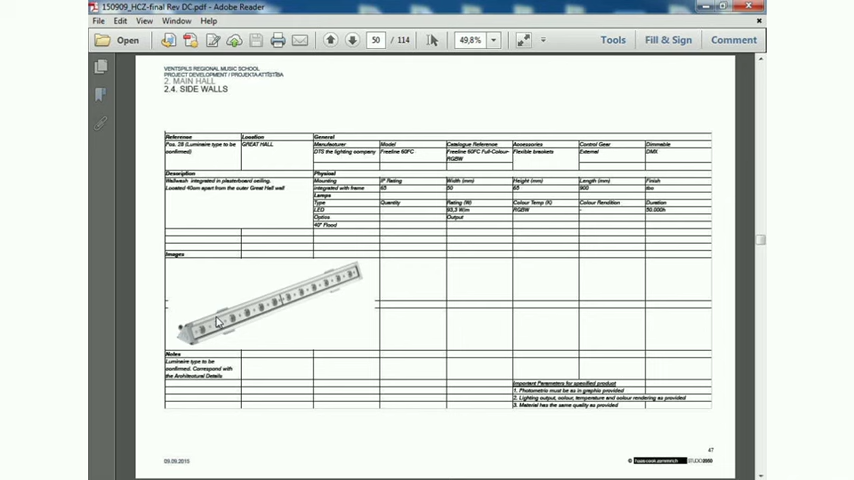 150909_HCZ-final Rev DC.pdf - Adobe Reader
File Edit View Window Help
Open 50 / 114 49,8% Tools Fill & Sign Comment
VENTSPILS REGIONAL MUSIC SCHOOL
PROJECT DEVELOPMENT / PROJEKTA ATTĪSTĪBA
2. MAIN HALL
2.4. SIDE WALLS
Reference Location General
Pos. 28 (Luminaire type to be confirmed) GREAT HALL Manufacturer Model Catalogue Reference Accessories Control Gear Dimmable
DTS the lighting company Freeline 60FC Freeline 60FC Full-Colour-RGBW Flexible brackets External DMX
Description Physical
Wallwash integrated in plasterboard ceiling. Mounting IP Rating Width (mm) Height (mm) Length (mm) Finish
Located 40cm apart from the outer Great Hall wall integrated with frame 65 50 65 900 tbc
Lamps
Type Quantity Rating (W) Colour Temp (K) Colour Rendition Duration
LED 93,3 W/m RGBW - 50.000h
Optics Output
40° Flood
Images
Notes
Luminaire type to be
confirmed. Correspond with
the Architectural Details
Important Parameters for specified product
1. Photometric must be as in graphic provided
2. Lighting output, colour, temperature and colour rendering as provided
3. Material has the same quality as provided
47
09.09.2015 ©